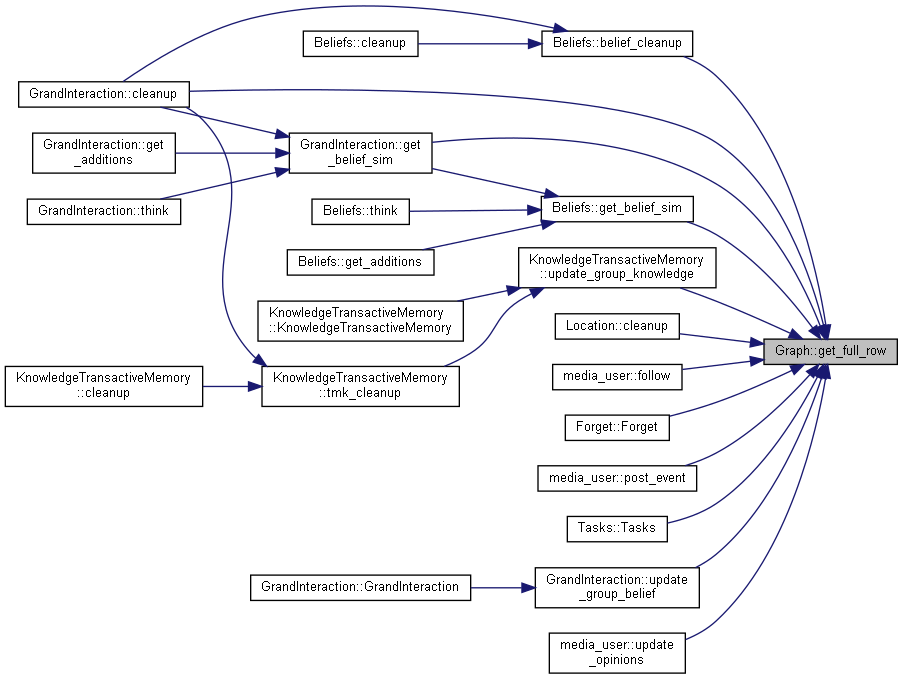 Beliefs::cleanup
Beliefs::belief_cleanup
GrandInteraction::cleanup
GrandInteraction::get
_additions
GrandInteraction::get
_belief_sim
GrandInteraction::think
Beliefs::think
Beliefs::get_belief_sim
Beliefs::get_additions
KnowledgeTransactiveMemory
::update_group_knowledge
KnowledgeTransactiveMemory
::KnowledgeTransactiveMemory
Location::cleanup
Graph::get_full_row
KnowledgeTransactiveMemory
::cleanup
KnowledgeTransactiveMemory
::tmk_cleanup
media_user::follow
Forget::Forget
media_user::post_event
Tasks::Tasks
GrandInteraction::GrandInteraction
GrandInteraction::update
_group_belief
media_user::update
_opinions